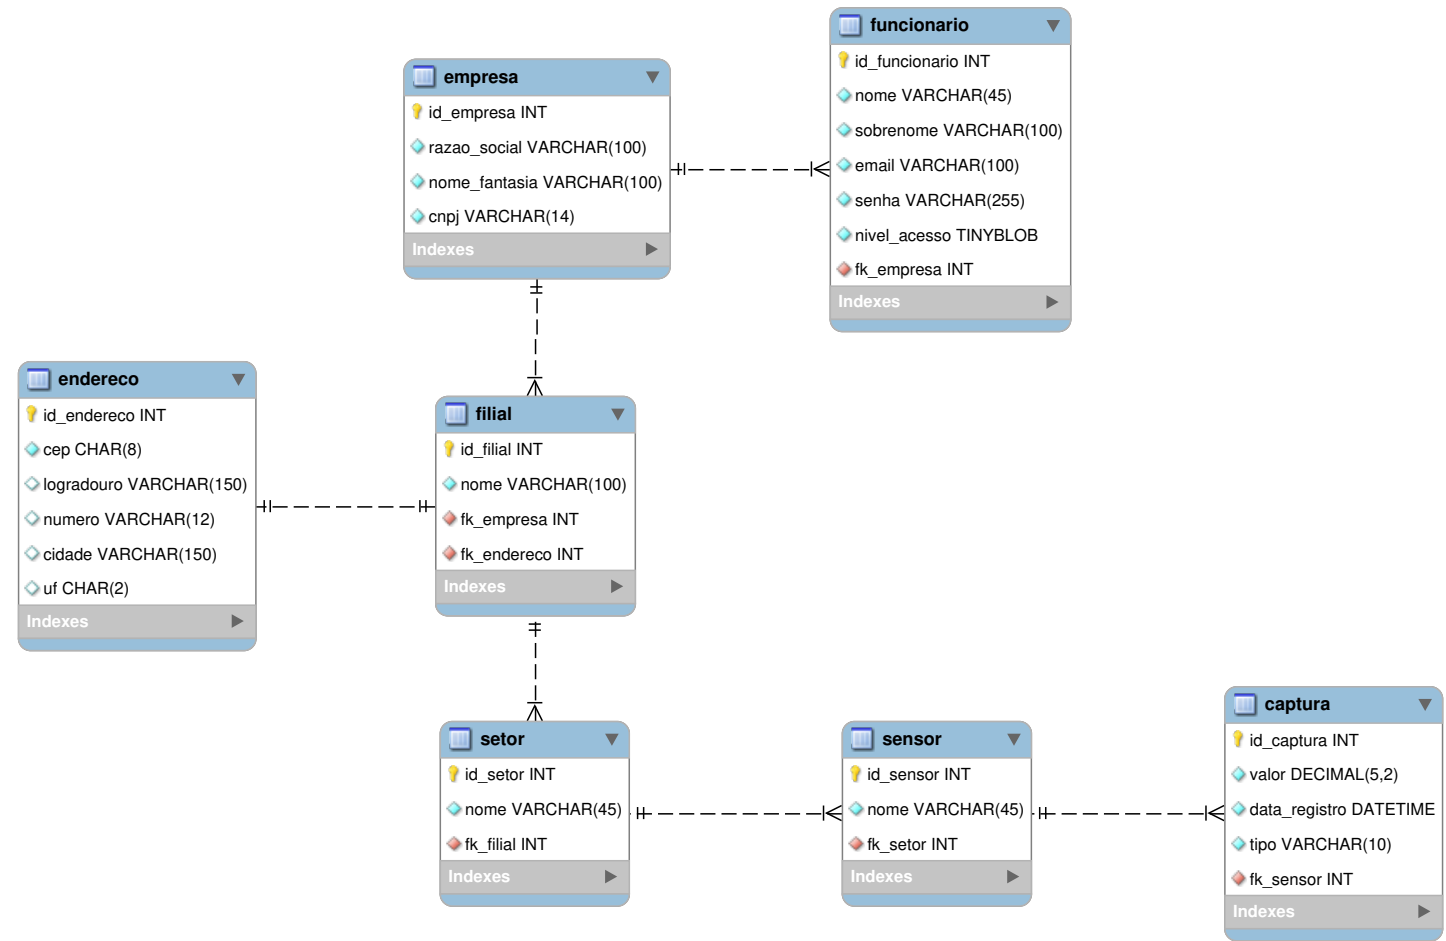 empresa
id_empresa INT
razao_social VARCHAR(100)
nome_fantasia VARCHAR(100)
cnpj VARCHAR(14)
Indexes
funcionario
id_funcionario INT
nome VARCHAR(45)
sobrenome VARCHAR(100)
email VARCHAR(100)
senha VARCHAR(255)
nivel_acesso TINYBLOB
fk_empresa INT
Indexes
endereco
id_endereco INT
cep CHAR(8)
logradouro VARCHAR(150)
numero VARCHAR(12)
cidade VARCHAR(150)
uf CHAR(2)
Indexes
filial
id_filial INT
nome VARCHAR(100)
fk_empresa INT
fk_endereco INT
Indexes
setor
id_setor INT
nome VARCHAR(45)
fk_filial INT
Indexes
sensor
id_sensor INT
nome VARCHAR(45)
fk_setor INT
Indexes
captura
id_captura INT
valor DECIMAL(5,2)
data_registro DATETIME
tipo VARCHAR(10)
fk_sensor INT
Indexes